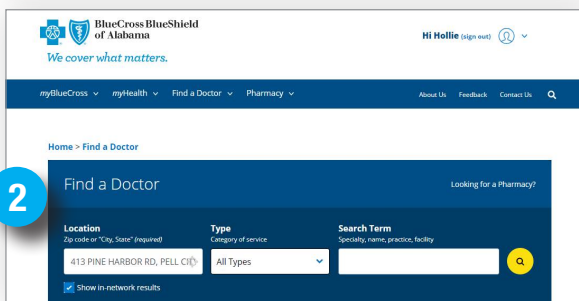 BlueCross BlueShield
of Alabama
Hi Hollie (sign out)
We cover what matters.
myBlueCross myHealth Find a Doctor Pharmacy About Us Feedback Contact Us
Home > Find a Doctor
2
Find a Doctor
Looking for a Pharmacy?
Location Type Search Term
Zip code or "City, State" (required) Category of service Specialty, name, practice, facility
413 PINE HARBOR RD, PELL All Types
Show in-network results